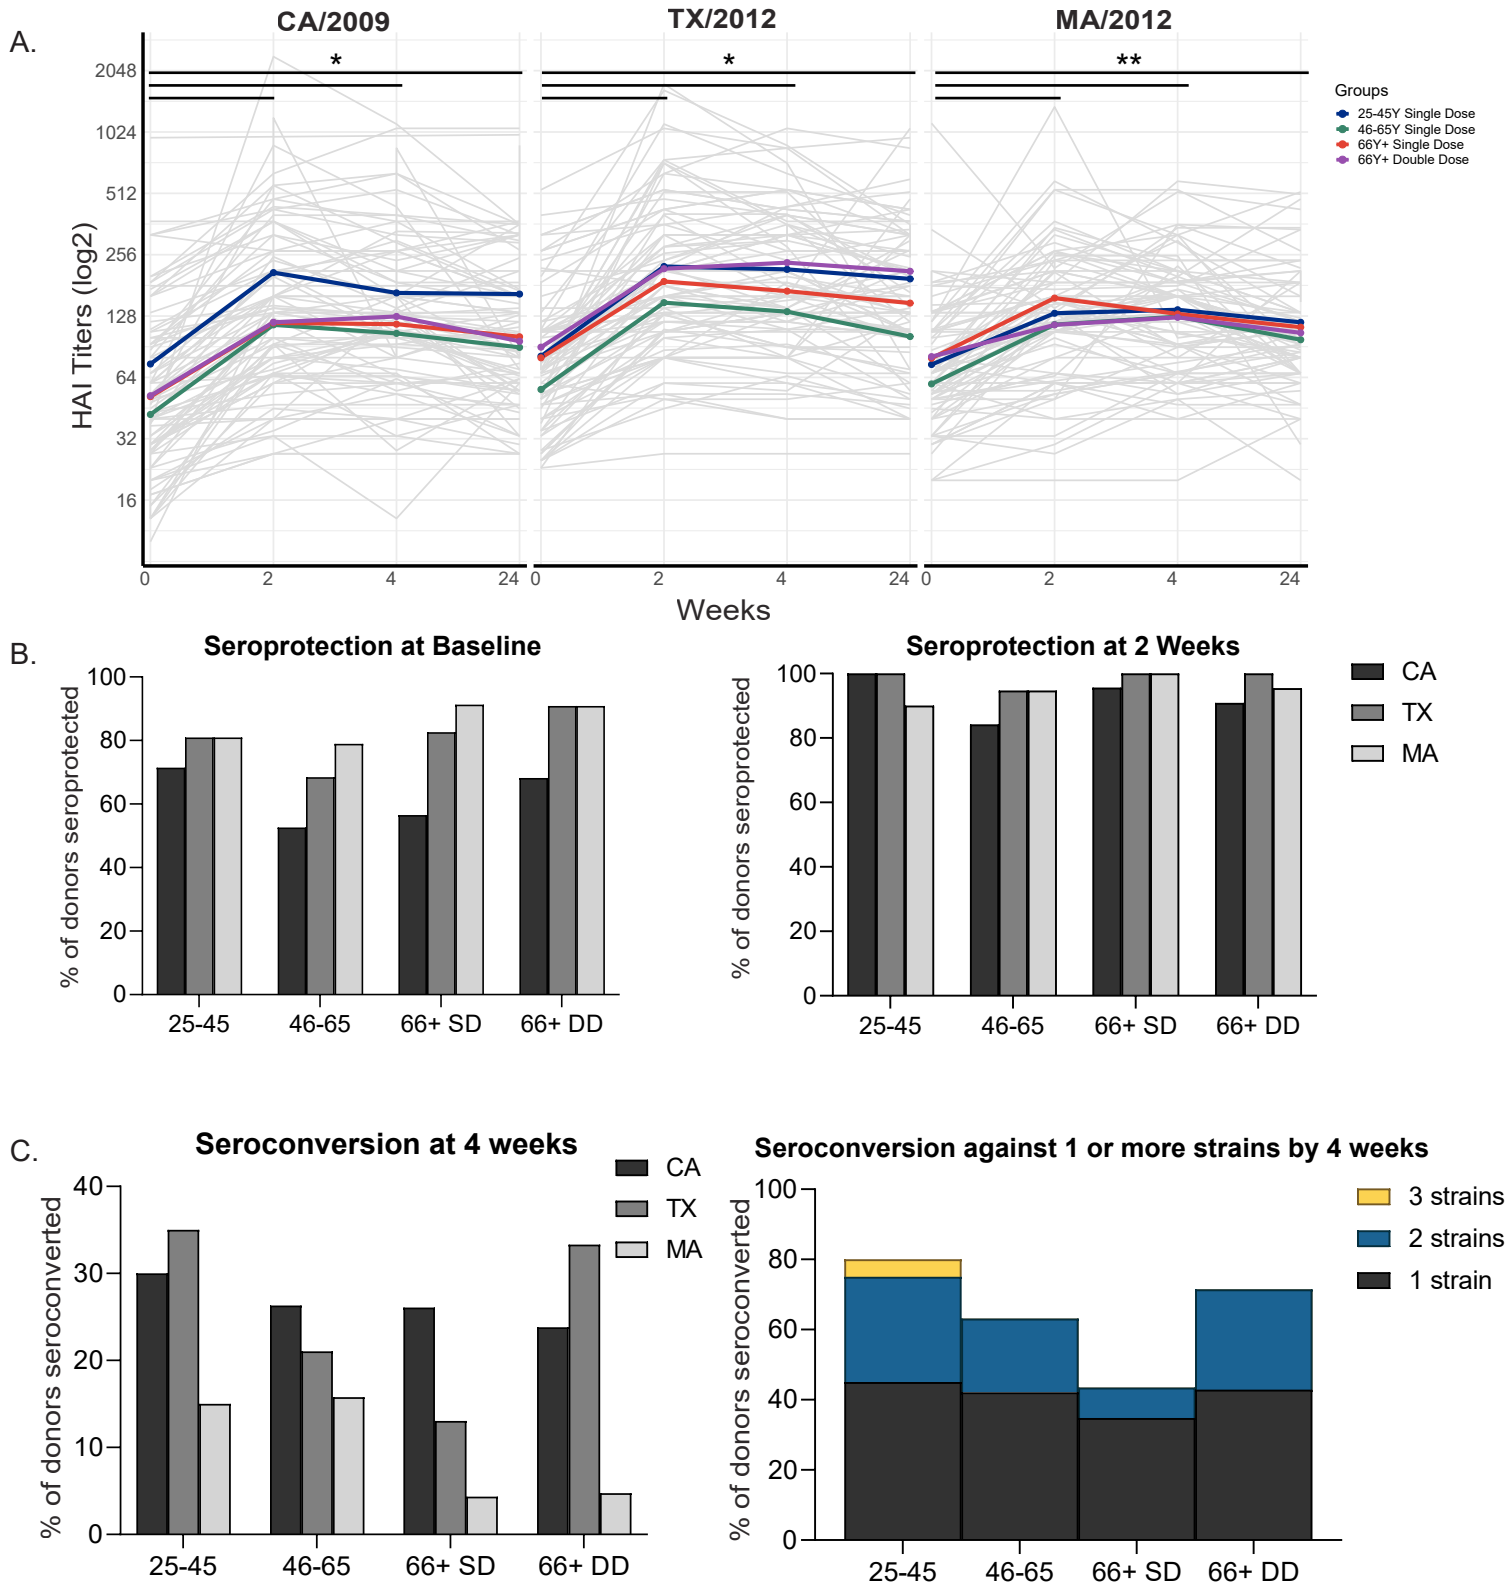 A.
CA/2009
TX/2012
MA/2012
*
*
**
HAI Titers (log2)
2048
1024
512
256
128
64
32
16
0 2 4 24
0 2 4 24
0 2 4 24
Weeks
Groups
25-45Y Single Dose
46-65Y Single Dose
66Y+ Single Dose
66Y+ Double Dose
B.
Seroprotection at Baseline
% of donors seroprotected
100
80
60
40
20
0
25-45 46-65 66+ SD 66+ DD
Seroprotection at 2 Weeks
% of donors seroprotected
100
80
60
40
20
0
25-45 46-65 66+ SD 66+ DD
CA
TX
MA
C.
Seroconversion at 4 weeks
% of donors seroconverted
40
30
20
10
0
25-45 46-65 66+ SD 66+ DD
CA
TX
MA
Seroconversion against 1 or more strains by 4 weeks
% of donors seroconverted
100
80
60
40
20
0
25-45 46-65 66+ SD 66+ DD
3 strains
2 strains
1 strain